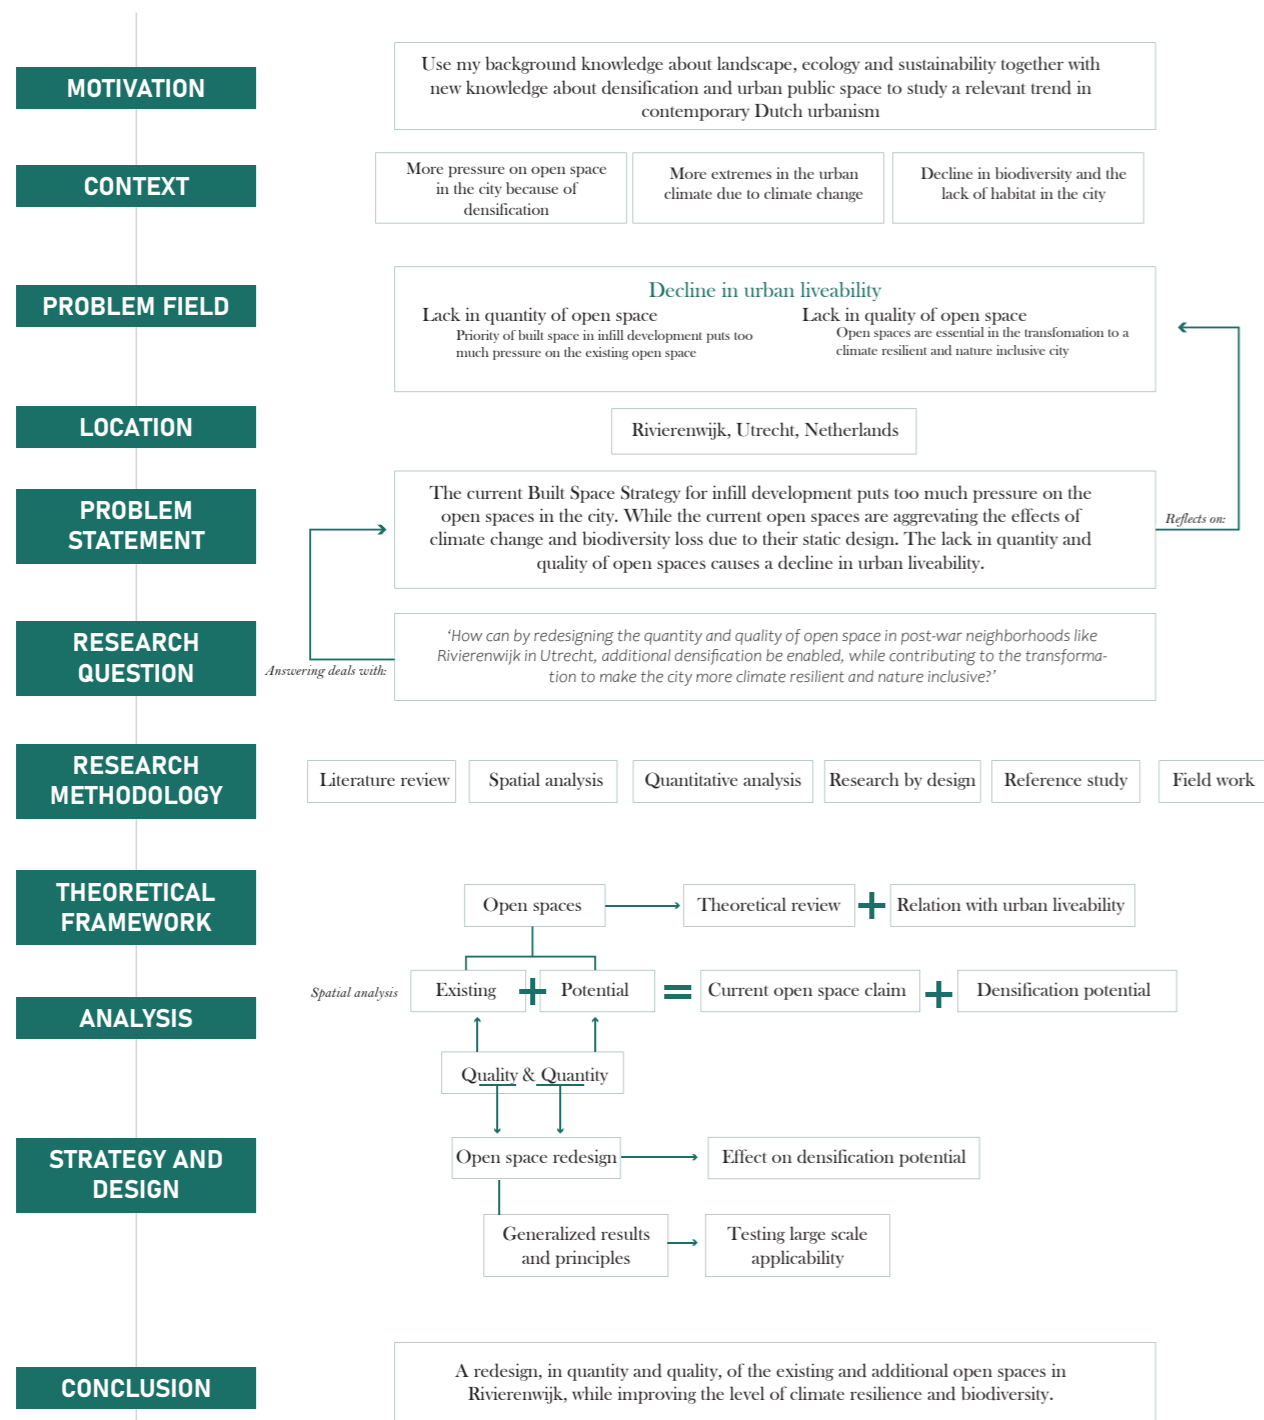 MOTIVATION
Use my background knowledge about landscape, ecology and sustainability together with
new knowledge about densification and urban public space to study a relevant trend in
contemporary Dutch urbanism
CONTEXT
More pressure on open space
in the city because of
densification
More extremes in the urban
climate due to climate change
Decline in biodiversity and the
lack of habitat in the city
PROBLEM FIELD
Decline in urban liveability
Lack in quantity of open space
Priority of built space in infill development puts too
much pressure on the existing open space
Lack in quality of open space
Open spaces are essential in the transfomation to a
climate resilient and nature inclusive city
LOCATION
Rivierenwijk, Utrecht, Netherlands
PROBLEM
STATEMENT
The current Built Space Strategy for infill development puts too much pressure on the
open spaces in the city. While the current open spaces are aggrevating the effects of
climate change and biodiversity loss due to their static design. The lack in quantity and
quality of open spaces causes a decline in urban liveability.
Reflects on:
RESEARCH
QUESTION
Answering deals with:
‘How can by redesigning the quantity and quality of open space in post-war neighborhoods like
Rivierenwijk in Utrecht, additional densification be enabled, while contributing to the transforma-
tion to make the city more climate resilient and nature inclusive?’
RESEARCH
METHODOLOGY
Literature review
Spatial analysis
Quantitative analysis
Research by design
Reference study
Field work
THEORETICAL
FRAMEWORK
Open spaces
Theoretical review
+
Relation with urban liveability
ANALYSIS
Spatial analysis
Existing
+
Potential
=
Current open space claim
+
Densification potential
Quality & Quantity
STRATEGY AND
DESIGN
Open space redesign
Effect on densification potential
Generalized results
and principles
Testing large scale
applicability
CONCLUSION
A redesign, in quantity and quality, of the existing and additional open spaces in
Rivierenwijk, while improving the level of climate resilience and biodiversity.